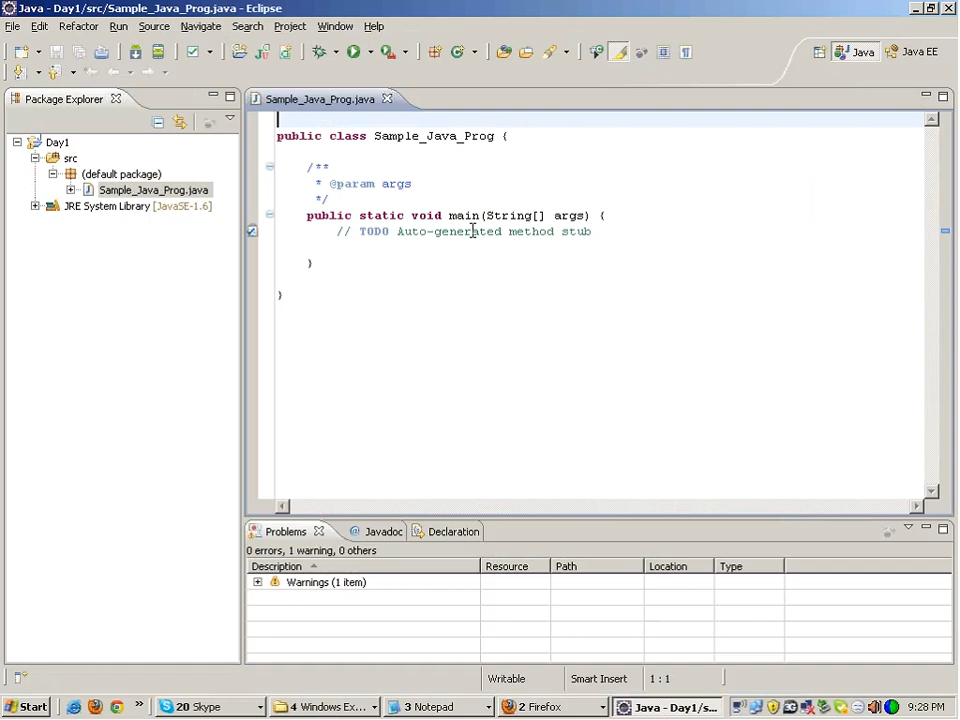 Java - Day1/src/Sample_Java_Prog.java - Eclipse
File Edit Refactor Run Source Navigate Search Project Window Help
Java Java EE
Package Explorer
Sample_Java_Prog.java
Day1
src
(default package)
Sample_Java_Prog.java
JRE System Library [JavaSE-1.6]
public class Sample_Java_Prog {
/**
* @param args
*/
public static void main(String[] args) {
// TODO Auto-generated method stub
}
}
Problems Javadoc Declaration
0 errors, 1 warning, 0 others
Description Resource Path Location Type
Warnings (1 item)
Writable Smart Insert 1 : 1
Start 20 Skype 4 Windows Ex... 3 Notepad 2 Firefox Java - Day1/s... 9:28 PM